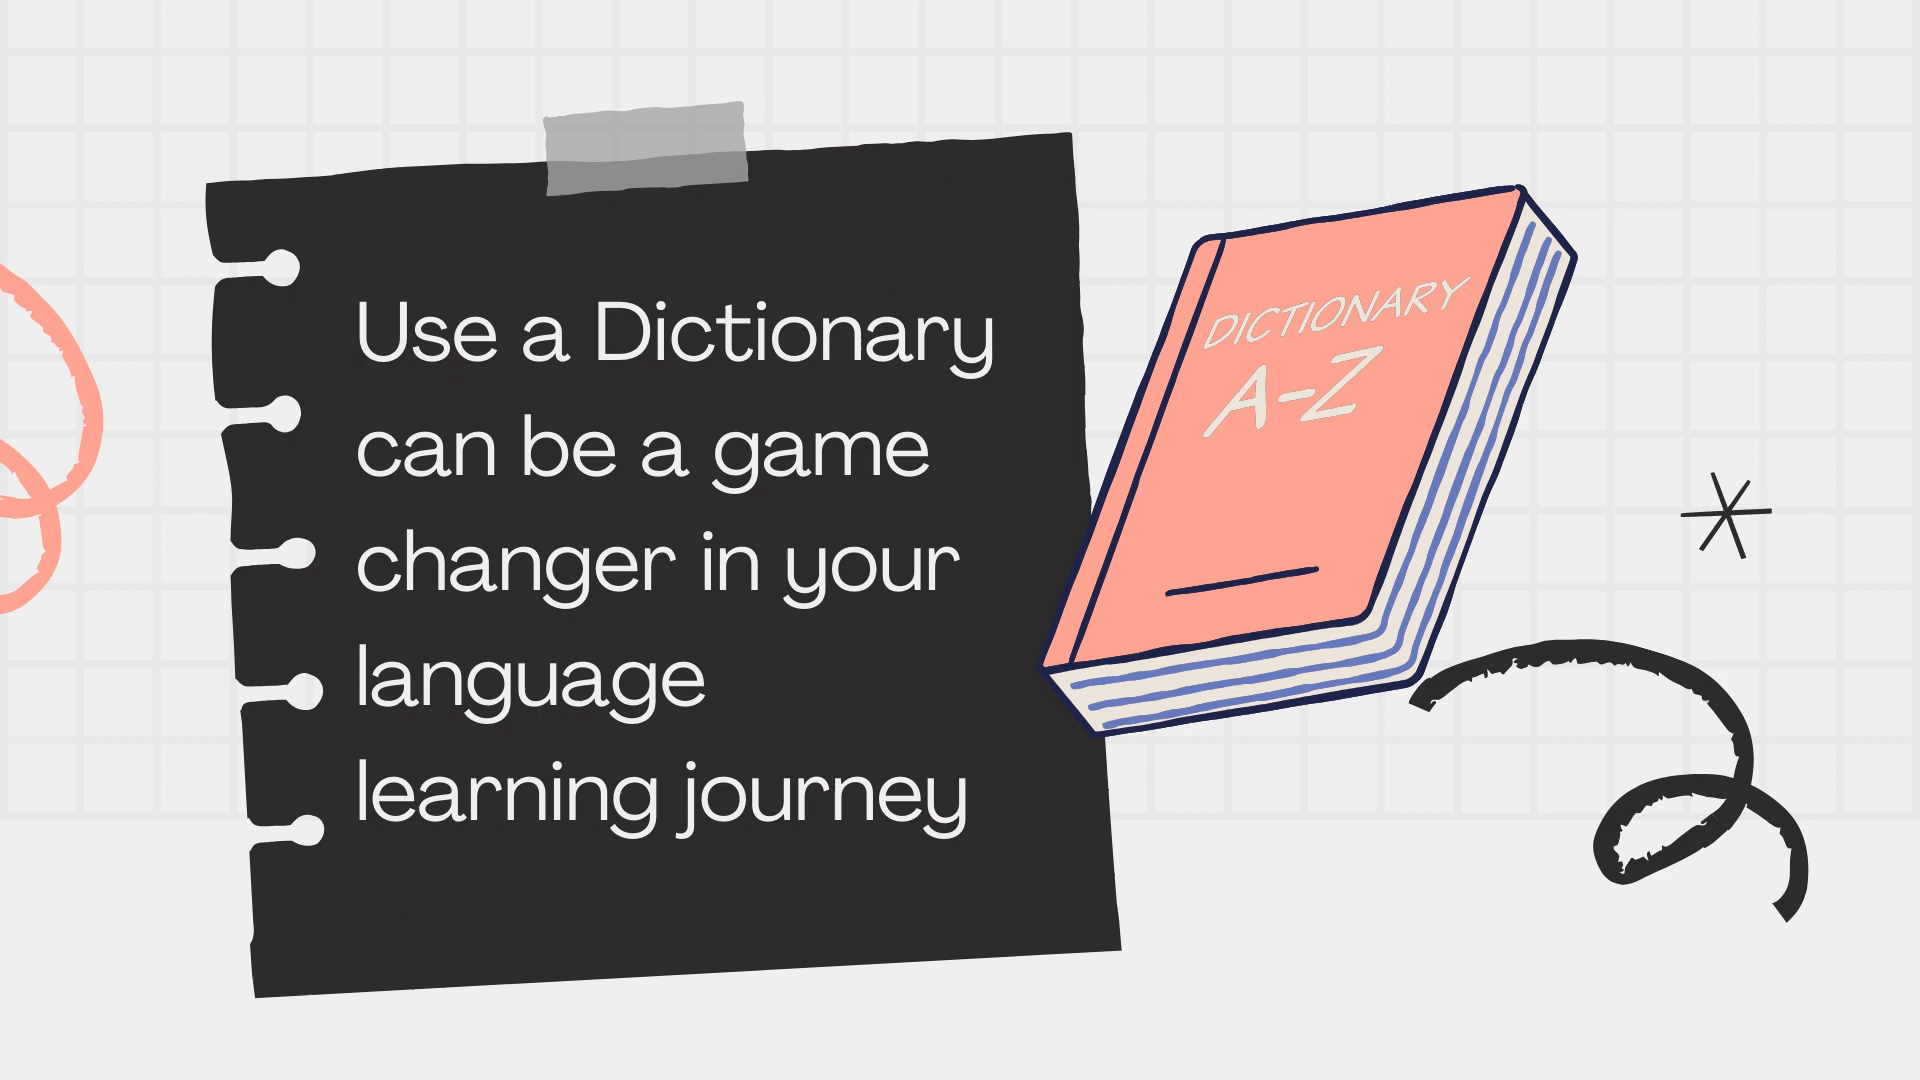 Use a Dictionary
can be a game
changer in your
language
learning journey
DICTIONARY
A-Z